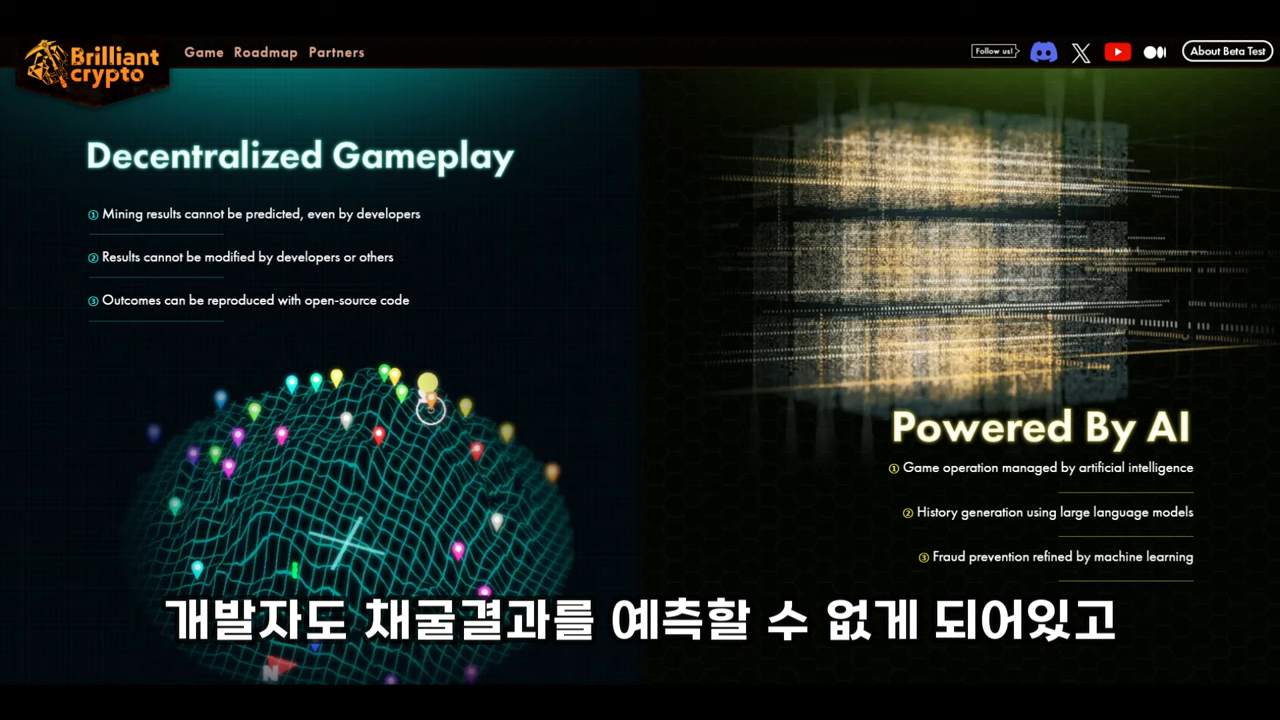 Brilliant
crypto
Game Roadmap Partners
Follow us!
About Beta Test
Decentralized Gameplay
① Mining results cannot be predicted, even by developers
② Results cannot be modified by developers or others
③ Outcomes can be reproduced with open-source code
Powered By AI
① Game operation managed by artificial intelligence
② History generation using large language models
③ Fraud prevention refined by machine learning
개발자도 채굴결과를 예측할 수 없게 되어있고
N